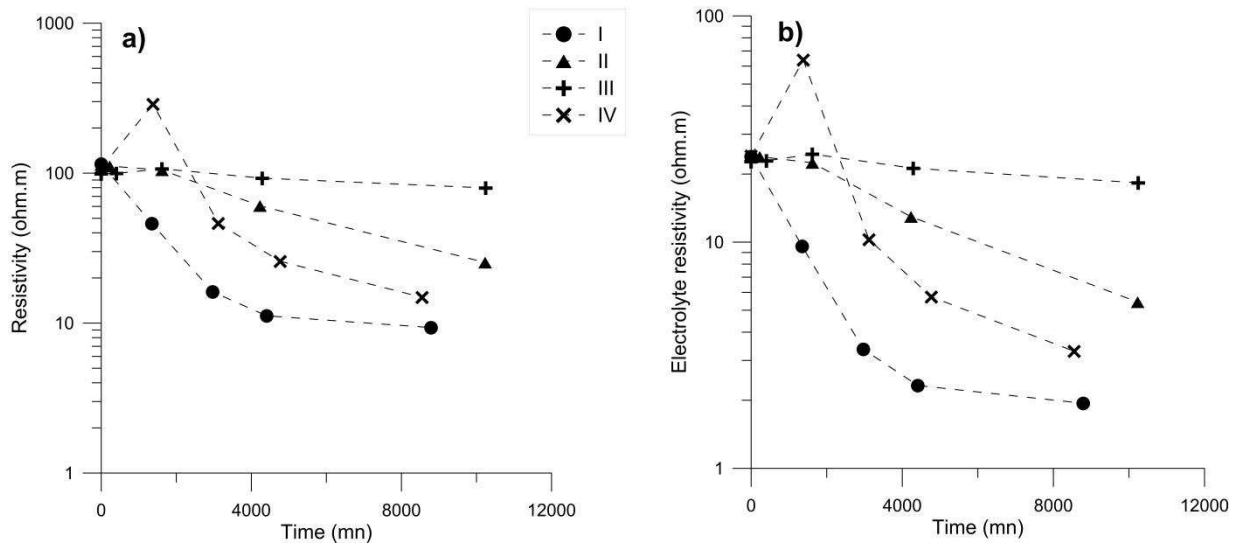 a)
Resistivity (ohm.m)
1000
100
10
1
0
4000
8000
12000
Time (mn)
I
II
III
IV
b)
Electrolyte resistivity (ohm.m)
100
10
1
0
4000
8000
12000
Time (mn)